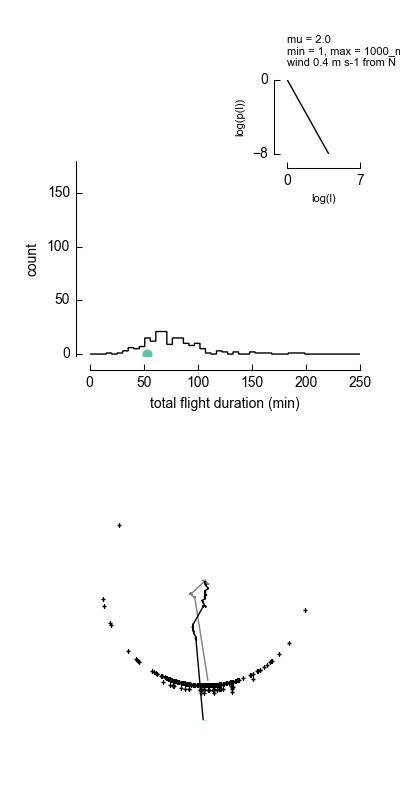 mu = 2.0
min = 1, max = 1000_m
wind 0.4 m s-1 from N
log(p(l))
0
−8
0 7
log(l)
count
150
100
50
0
0 50 100 150 200 250
total flight duration (min)